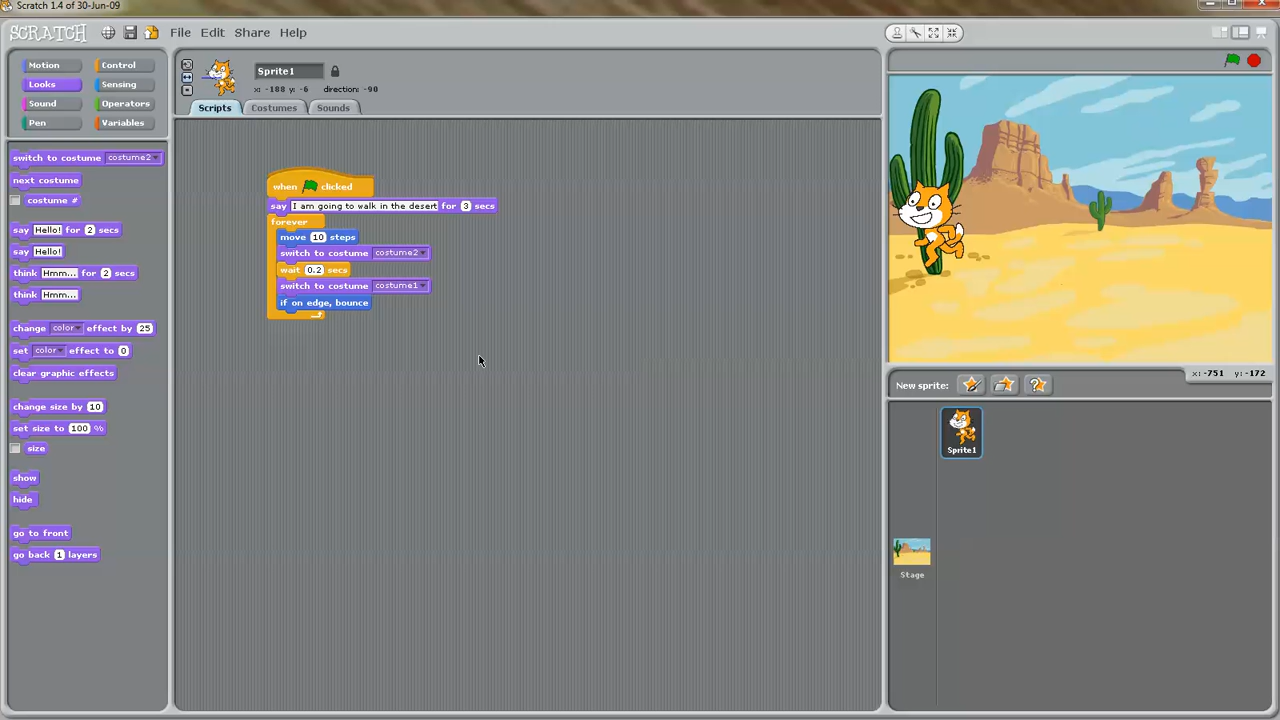 Scratch 1.4 of 30-Jun-09
SCRATCH File Edit Share Help
Motion Control
Looks Sensing
Sound Operators
Pen Variables
switch to costume costume2
next costume
costume #
say Hello! for 2 secs
say Hello!
think Hmm... for 2 secs
think Hmm...
change color effect by 25
set color effect to 0
clear graphic effects
change size by 10
set size to 100 %
size
show
hide
go to front
go back 1 layers
Sprite1
x: -188 y: -6 direction: -90
Scripts Costumes Sounds
when clicked
say I am going to walk in the desert for 3 secs
forever
move 10 steps
switch to costume costume2
wait 0.2 secs
switch to costume costume1
if on edge, bounce
x: -751 y: -172
New sprite:
Sprite1
Stage